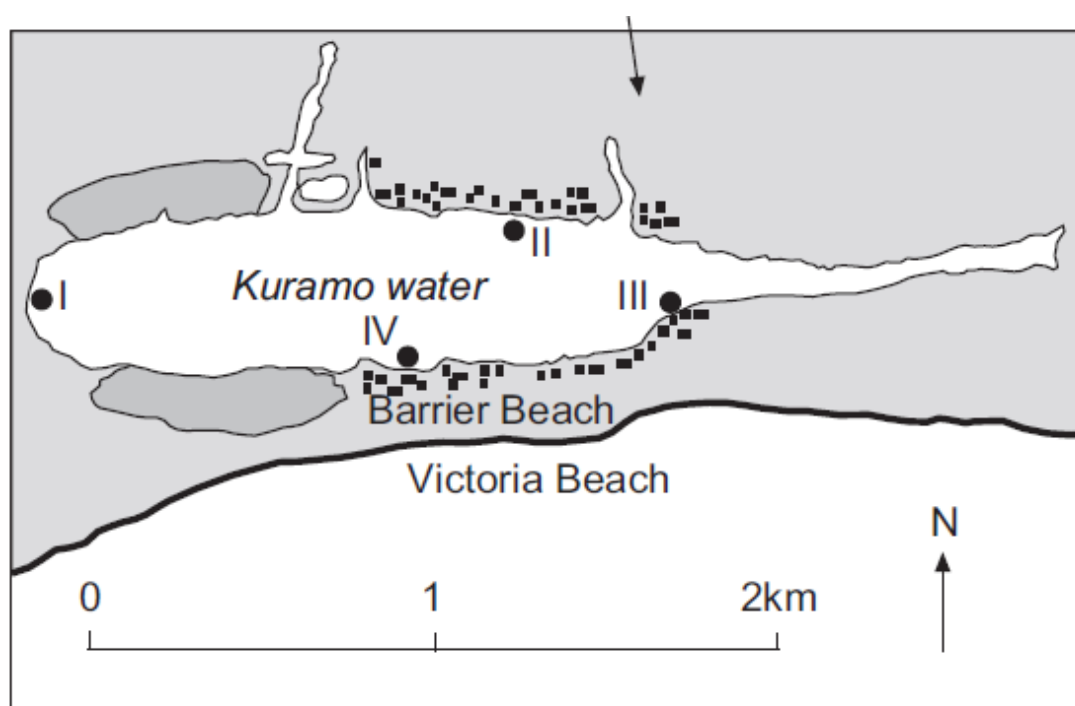 II
Kuramo water
I
III
IV
Barrier Beach
Victoria Beach
N
0 1 2km